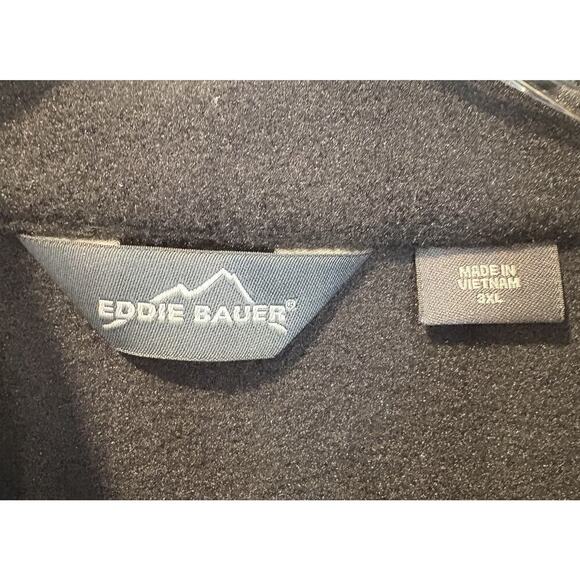 EDDIE BAUER®
MADE IN
VIETNAM
3XL